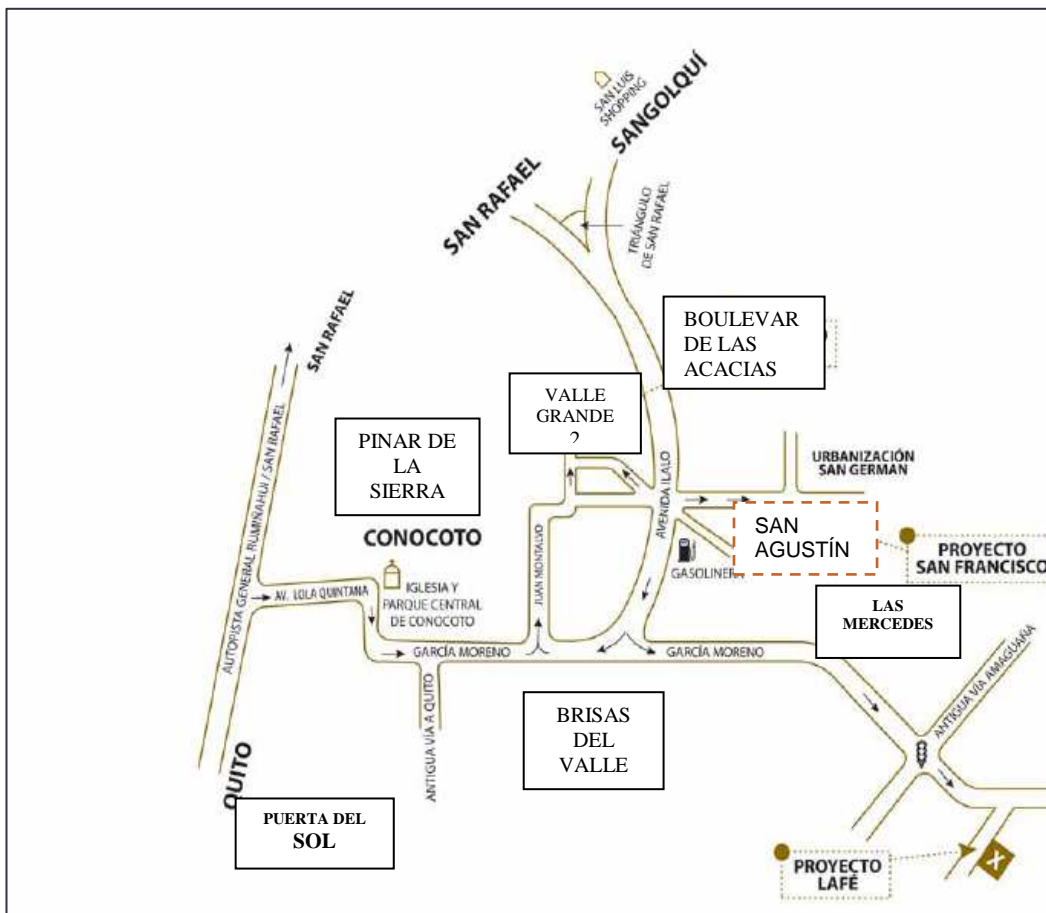 SAN LUIS
SHOPPING
SANGOLQUÍ
SAN RAFAEL
TRIÁNGULO
DE SAN RAFAEL
SAN RAFAEL
BOULEVAR
DE LAS
ACACIAS
VALLE
GRANDE
2
PINAR DE
LA
SIERRA
URBANIZACIÓN
SAN GERMAN
AUTOPISTA GENERAL RUMIÑAHUI / SAN RAFAEL
AVENIDA ILALO
CONOCOTO
SAN
AGUSTÍN
PROYECTO
SAN FRANCISCO
GASOLINERA
JUAN MONTALVO
IGLESIA Y
PARQUE CENTRAL
DE CONOCOTO
AV. LOLA QUINTANA
LAS
MERCEDES
GARCÍA MORENO
GARCÍA MORENO
ANTIGUA VÍA AMAGUAÑA
ANTIGUA VÍA A QUITO
BRISAS
DEL
VALLE
QUITO
PUERTA DEL
SOL
PROYECTO
LAFÉ
X